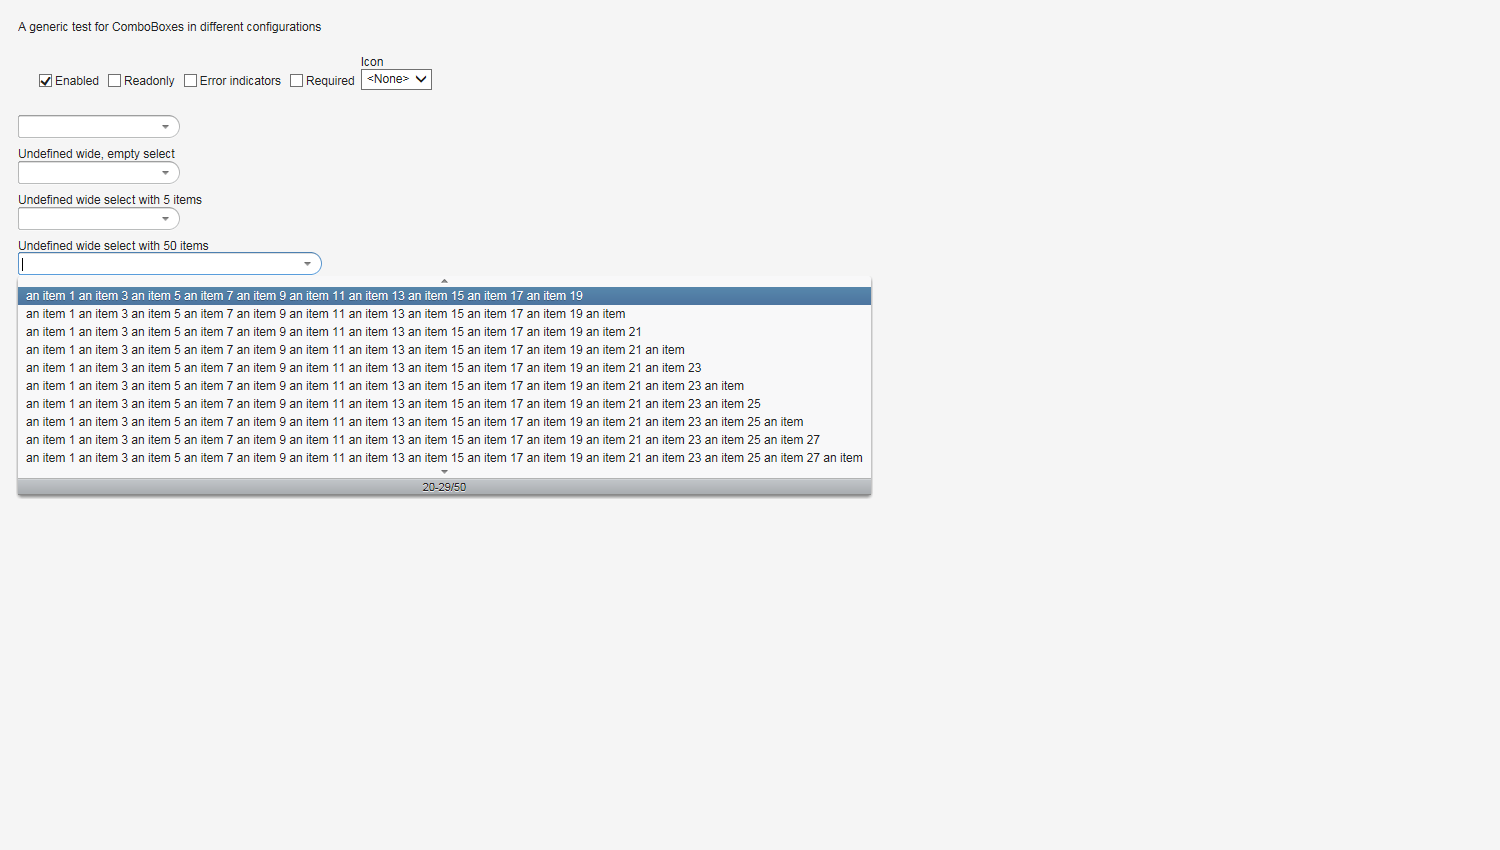 A generic test for ComboBoxes in different configurations
Icon
Enabled Readonly Error indicators Required <None>
Undefined wide, empty select
Undefined wide select with 5 items
Undefined wide select with 50 items
an item 1 an item 3 an item 5 an item 7 an item 9 an item 11 an item 13 an item 15 an item 17 an item 19
an item 1 an item 3 an item 5 an item 7 an item 9 an item 11 an item 13 an item 15 an item 17 an item 19 an item
an item 1 an item 3 an item 5 an item 7 an item 9 an item 11 an item 13 an item 15 an item 17 an item 19 an item 21
an item 1 an item 3 an item 5 an item 7 an item 9 an item 11 an item 13 an item 15 an item 17 an item 19 an item 21 an item
an item 1 an item 3 an item 5 an item 7 an item 9 an item 11 an item 13 an item 15 an item 17 an item 19 an item 21 an item 23
an item 1 an item 3 an item 5 an item 7 an item 9 an item 11 an item 13 an item 15 an item 17 an item 19 an item 21 an item 23 an item
an item 1 an item 3 an item 5 an item 7 an item 9 an item 11 an item 13 an item 15 an item 17 an item 19 an item 21 an item 23 an item 25
an item 1 an item 3 an item 5 an item 7 an item 9 an item 11 an item 13 an item 15 an item 17 an item 19 an item 21 an item 23 an item 25 an item
an item 1 an item 3 an item 5 an item 7 an item 9 an item 11 an item 13 an item 15 an item 17 an item 19 an item 21 an item 23 an item 25 an item 27
an item 1 an item 3 an item 5 an item 7 an item 9 an item 11 an item 13 an item 15 an item 17 an item 19 an item 21 an item 23 an item 25 an item 27 an item
20-29/50